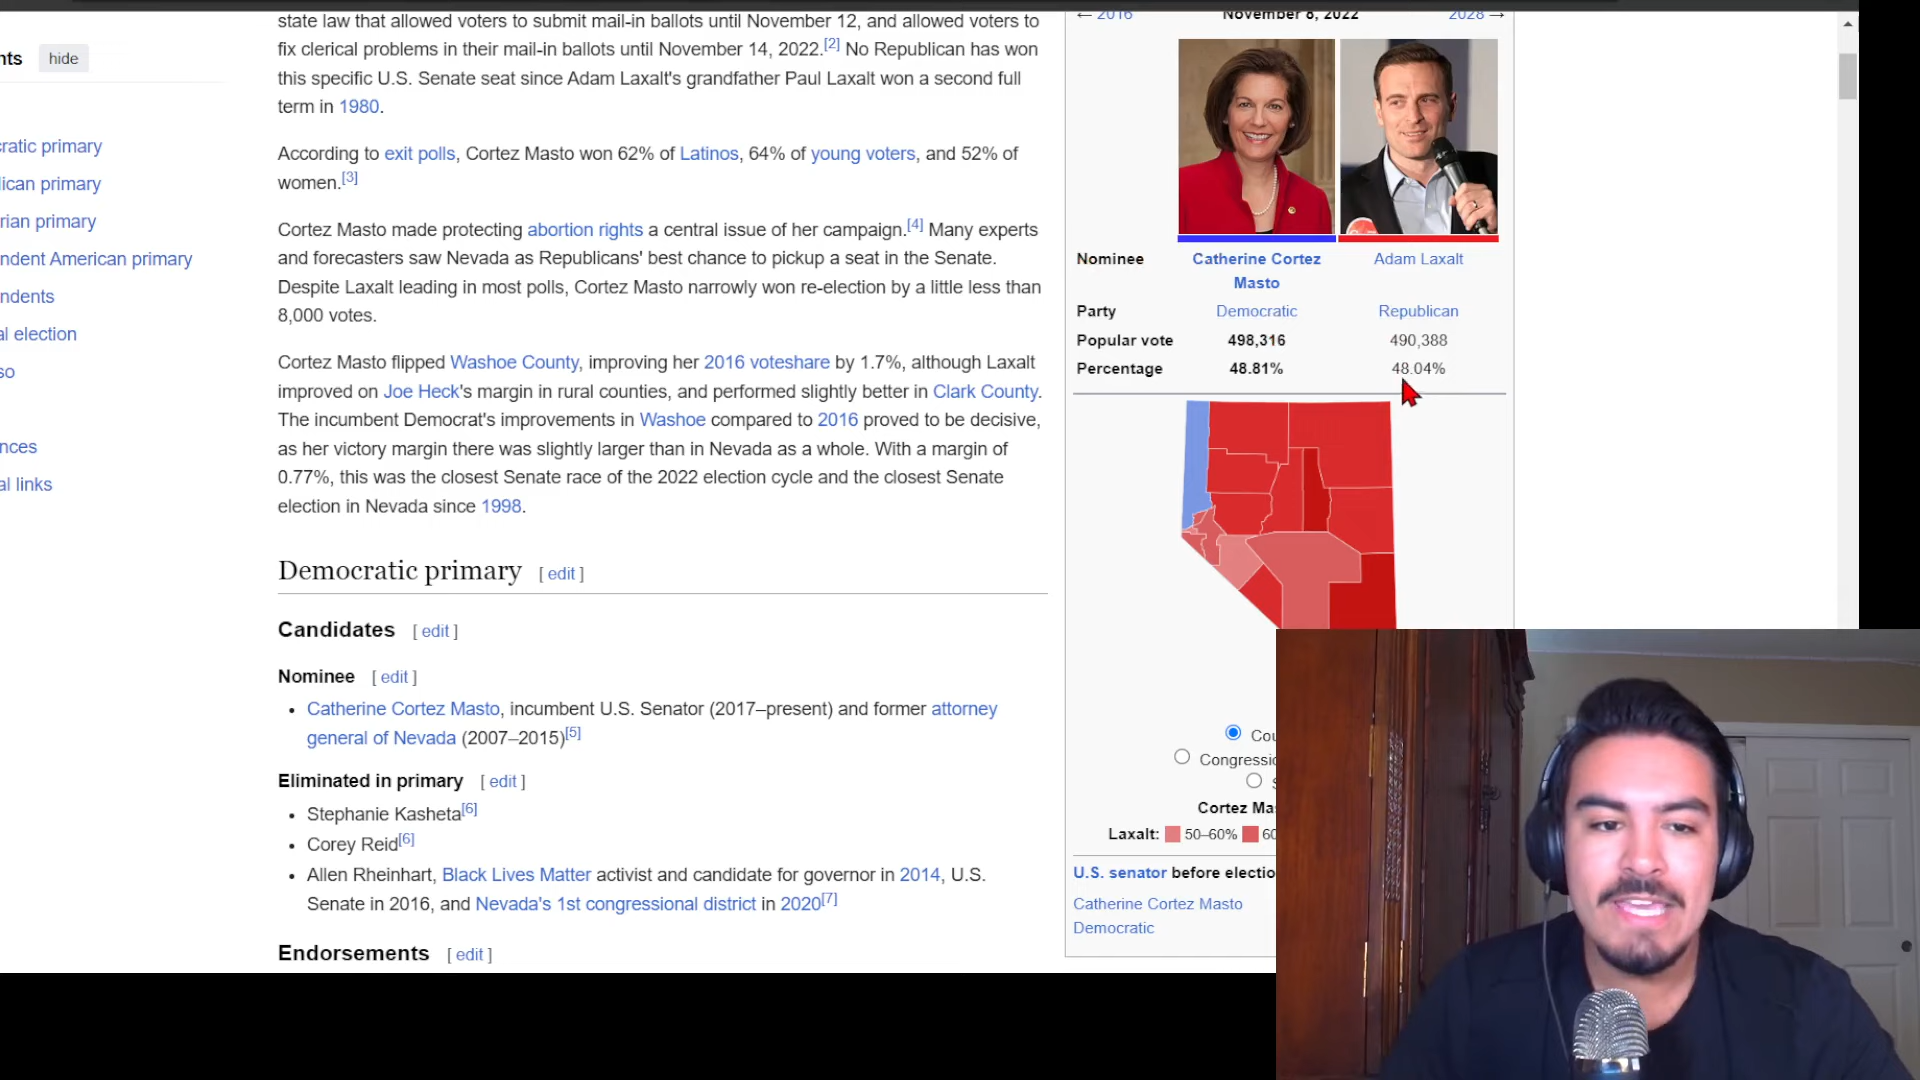 state law that allowed voters to submit mail-in ballots until November 12, and allowed voters to
fix clerical problems in their mail-in ballots until November 14, 2022.[2] No Republican has won
this specific U.S. Senate seat since Adam Laxalt's grandfather Paul Laxalt won a second full
term in 1980.
According to exit polls, Cortez Masto won 62% of Latinos, 64% of young voters, and 52% of
women.[3]
Cortez Masto made protecting abortion rights a central issue of her campaign.[4] Many experts
and forecasters saw Nevada as Republicans' best chance to pickup a seat in the Senate.
Despite Laxalt leading in most polls, Cortez Masto narrowly won re-election by a little less than
8,000 votes.
Cortez Masto flipped Washoe County, improving her 2016 voteshare by 1.7%, although Laxalt
improved on Joe Heck's margin in rural counties, and performed slightly better in Clark County.
The incumbent Democrat's improvements in Washoe compared to 2016 proved to be decisive,
as her victory margin there was slightly larger than in Nevada as a whole. With a margin of
0.77%, this was the closest Senate race of the 2022 election cycle and the closest Senate
election in Nevada since 1998.
Democratic primary [ edit ]
Candidates [ edit ]
Nominee [ edit ]
• Catherine Cortez Masto, incumbent U.S. Senator (2017–present) and former attorney
general of Nevada (2007–2015)[5]
Eliminated in primary [ edit ]
• Stephanie Kasheta[6]
• Corey Reid[6]
• Allen Rheinhart, Black Lives Matter activist and candidate for governor in 2014, U.S.
Senate in 2016, and Nevada's 1st congressional district in 2020[7]
Endorsements [ edit ]
nts hide
ratic primary
lican primary
rian primary
ndent American primary
ndents
al election
so
nces
al links
← 2016 November 8, 2022 2028 →
Nominee Catherine Cortez Masto Adam Laxalt
Party Democratic Republican
Popular vote 498,316 490,388
Percentage 48.81% 48.04%
Cou
Congressio
Cortez Ma
Laxalt: 50–60% 60
U.S. senator before electio
Catherine Cortez Masto
Democratic